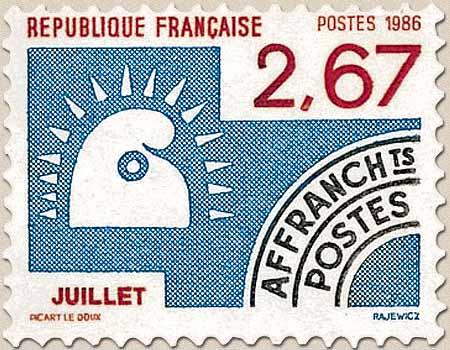 REPUBLIQUE FRANÇAISE POSTES 1986
2,67
AFFRANCHTS
POSTES
JUILLET
PICART LE DOUX RAJEWICZ